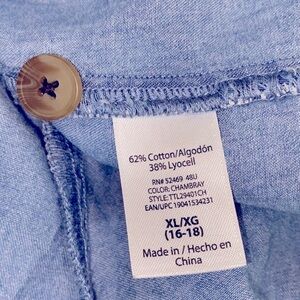 62% Cotton/Algodón
38% Lyocell
RN# 52469 48U
COLOR: CHAMBRAY
STYLE: TTL29401CH
EAN/UPC 19041534231
XL/XG
(16-18)
Made in / Hecho en
China